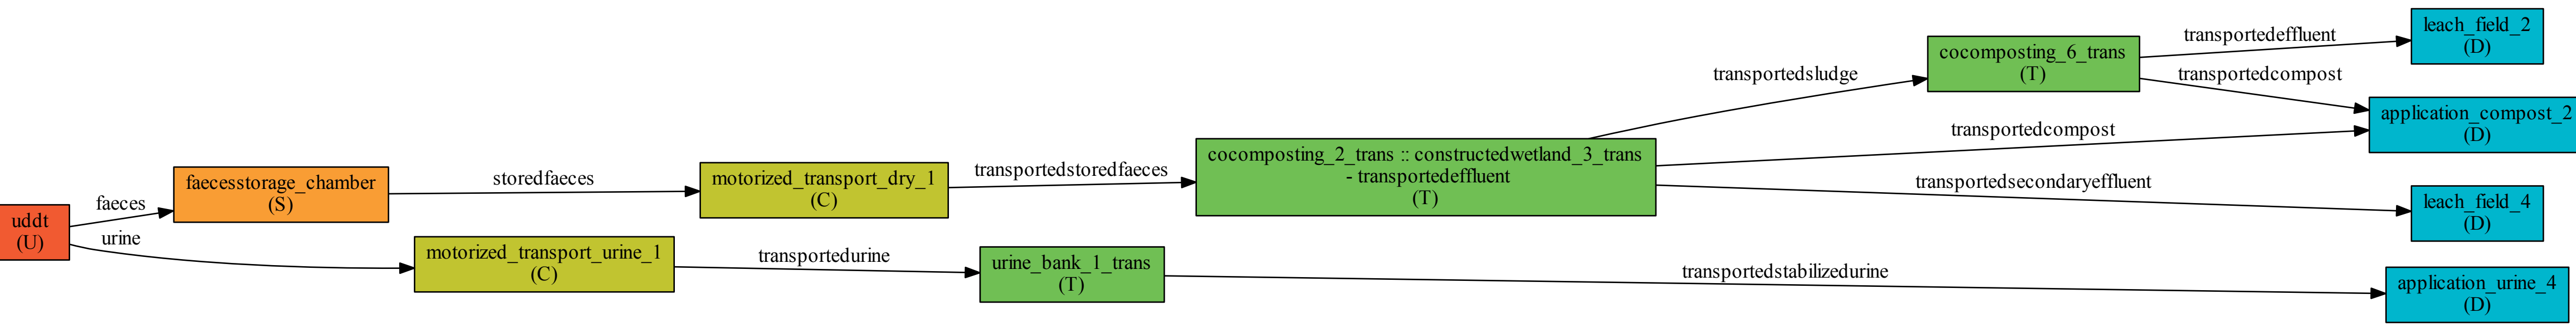 uddt
(U)
faeces
urine
faecesstorage_chamber
(S)
storedfaeces
motorized_transport_dry_1
(C)
transportedstoredfaeces
motorized_transport_urine_1
(C)
transportedurine
urine_bank_1_trans
(T)
cocomposting_2_trans :: constructedwetland_3_trans
- transportedeffluent
(T)
transportedsludge
cocomposting_6_trans
(T)
transportedeffluent
transportedcompost
transportedcompost
transportedsecondaryeffluent
transportedstabilizedurine
leach_field_2
(D)
application_compost_2
(D)
leach_field_4
(D)
application_urine_4
(D)